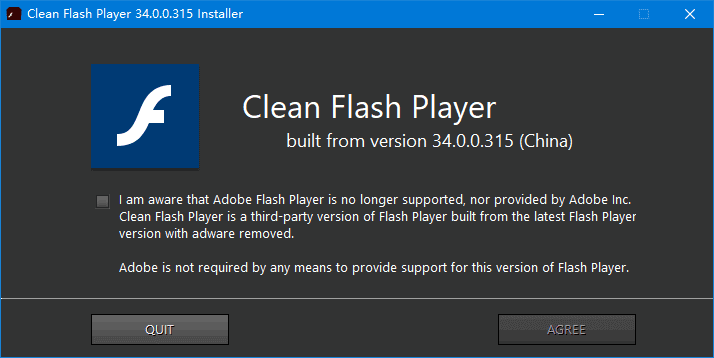 Clean Flash Player 34.0.0.315 Installer
Clean Flash Player
built from version 34.0.0.315 (China)
I am aware that Adobe Flash Player is no longer supported, nor provided by Adobe Inc.
Clean Flash Player is a third-party version of Flash Player built from the latest Flash Player
version with adware removed.
Adobe is not required by any means to provide support for this version of Flash Player.
QUIT
AGREE